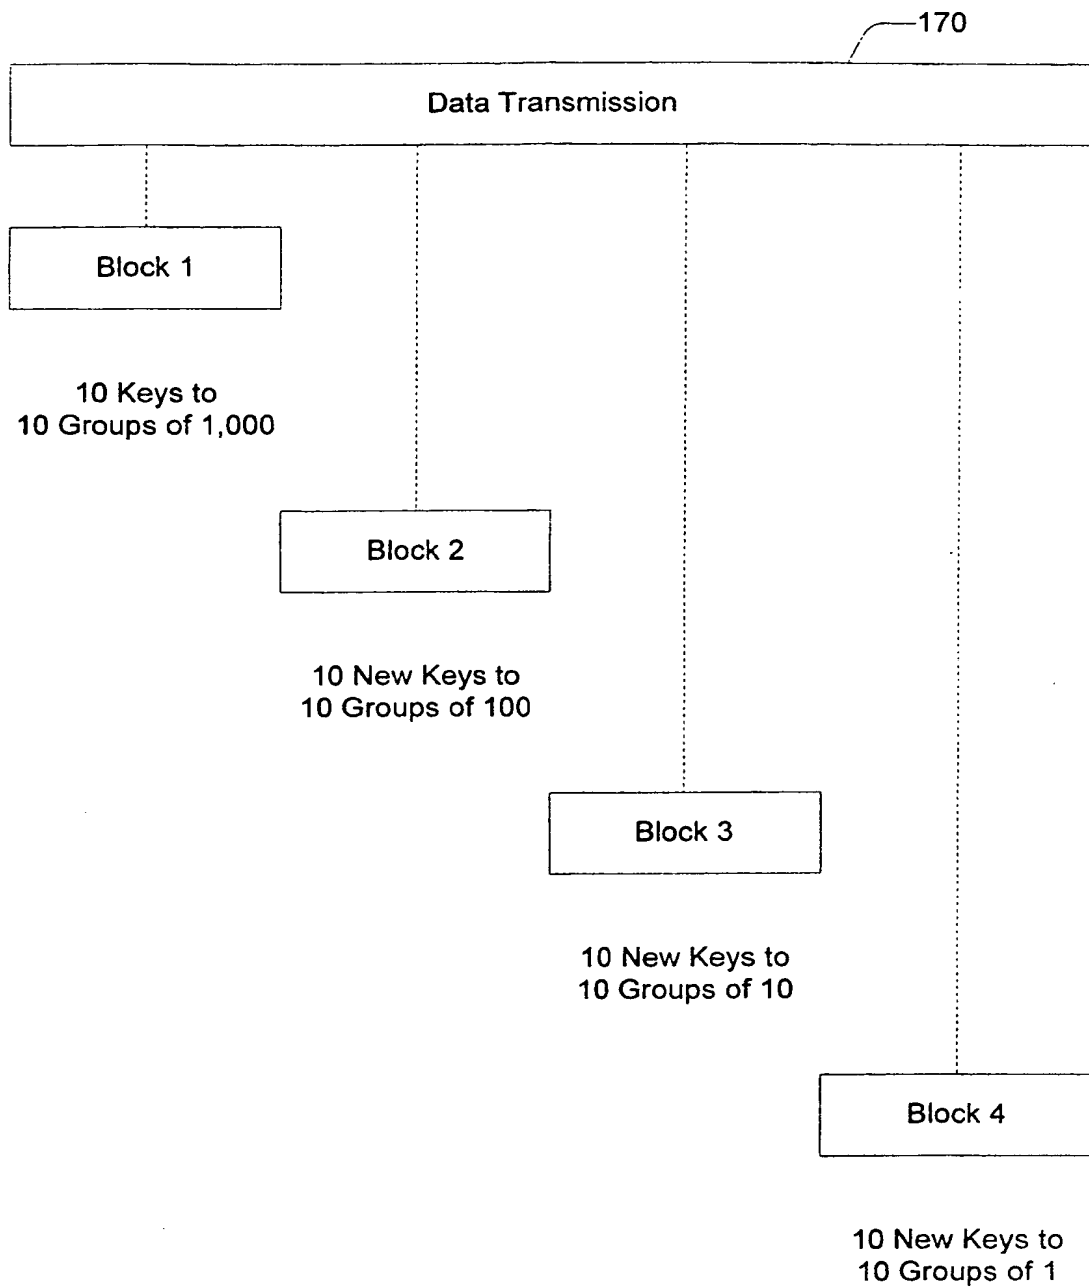 170
Data Transmission
Block 1
10 Keys to
10 Groups of 1,000
Block 2
10 New Keys to
10 Groups of 100
Block 3
10 New Keys to
10 Groups of 10
Block 4
10 New Keys to
10 Groups of 1